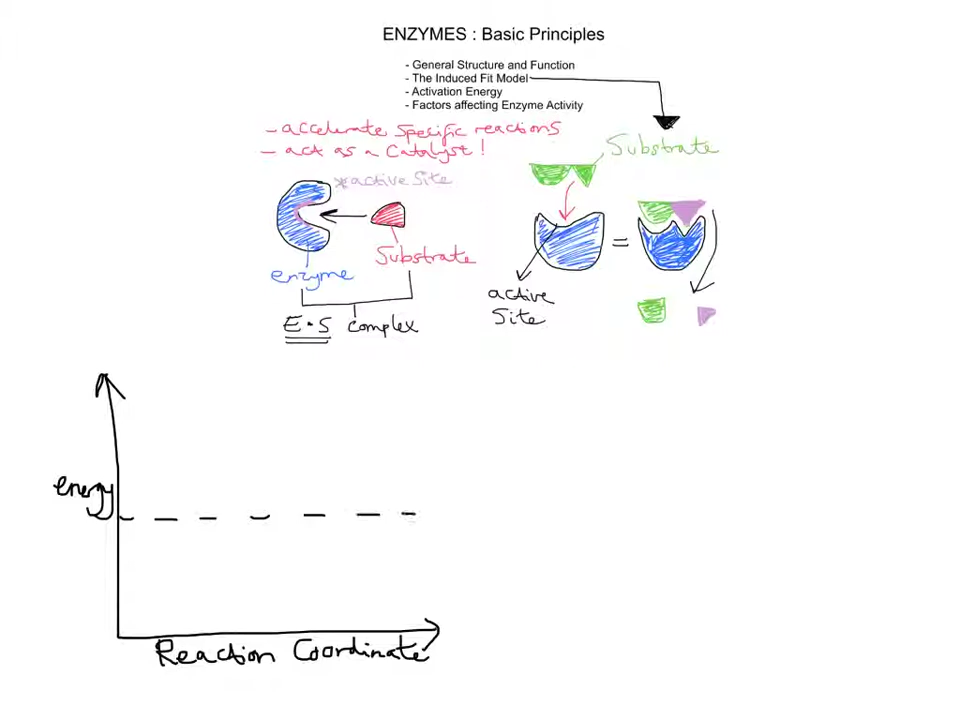 ENZYMES : Basic Principles
- General Structure and Function
- The Induced Fit Model
- Activation Energy
- Factors affecting Enzyme Activity
- accelerate specific reactions
- act as a Catalyst !
Substrate
*active Site
Substrate
enzyme
=
active
Site
E • S complex
energy
Reaction Coordinate